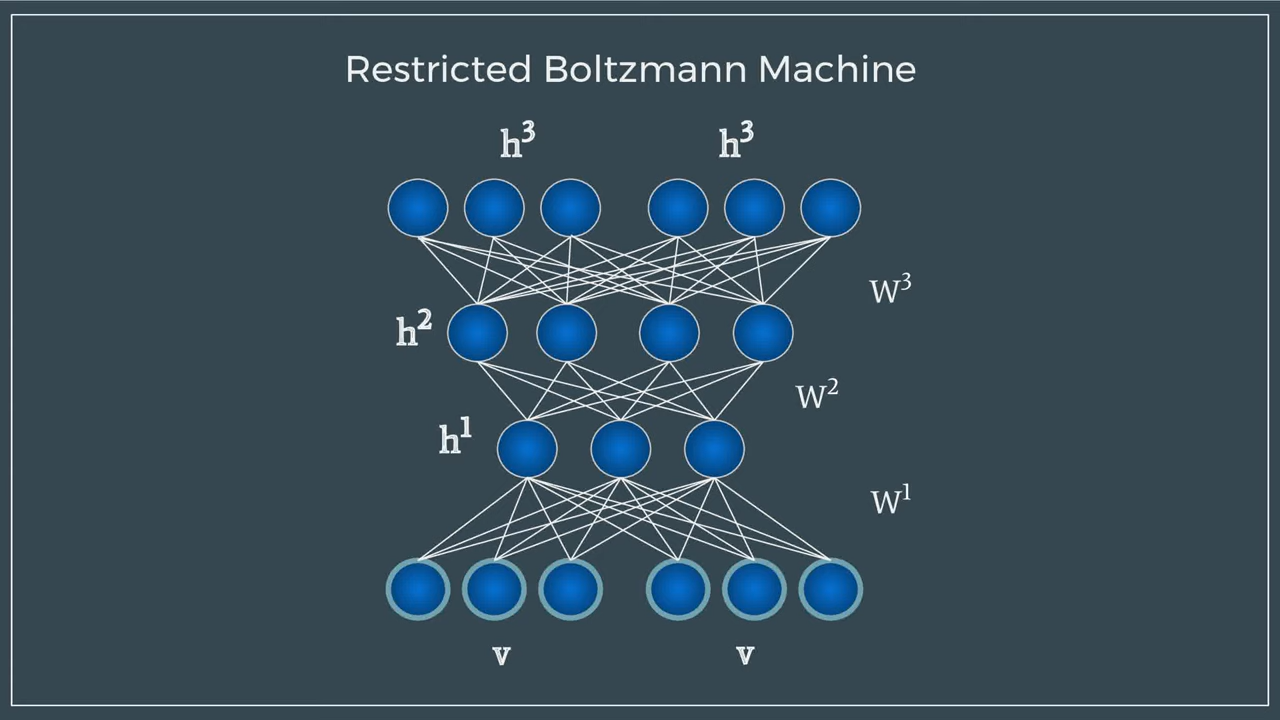 Restricted Boltzmann Machine
h³ h³
W³
h²
W²
h¹
W¹
v v